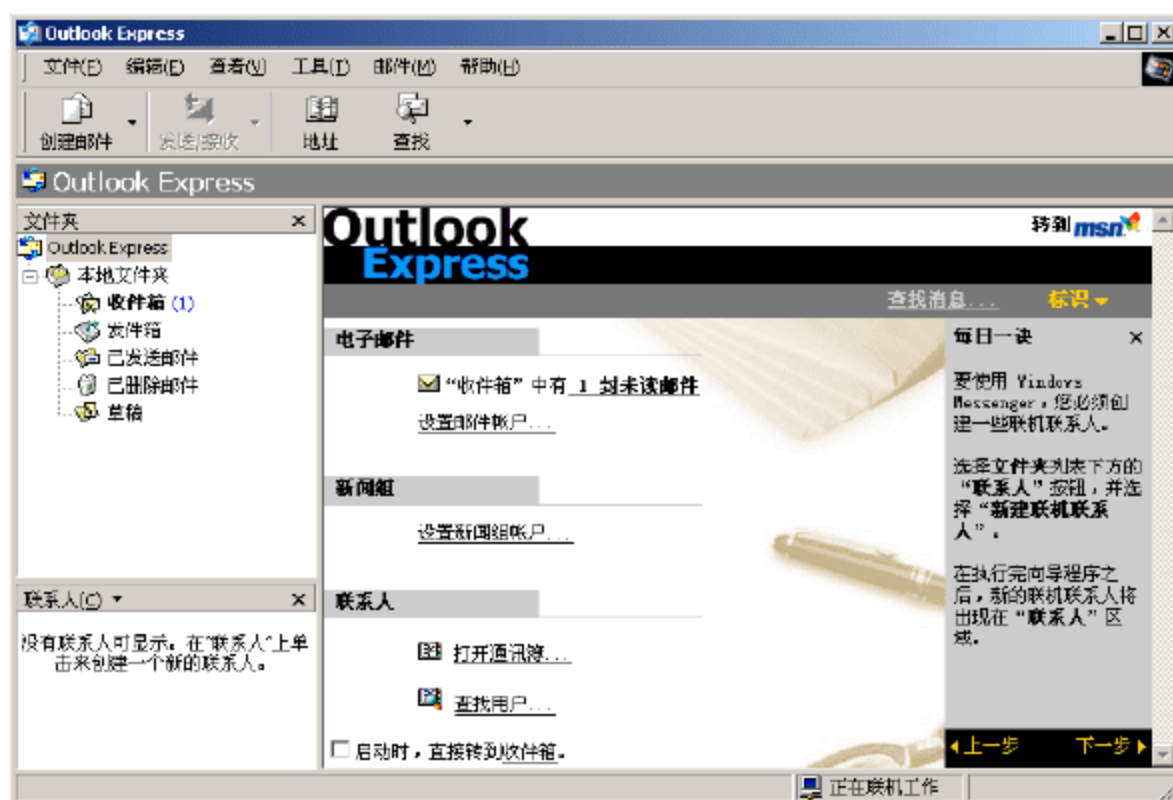 Outlook Express
文件(F) 编辑(E) 查看(V) 工具(T) 邮件(M) 帮助(H)
创建邮件 发送/接收 地址 查找
Outlook Express
文件夹
Outlook Express
本地文件夹
收件箱 (1)
发件箱
已发送邮件
已删除邮件
草稿
联系人(C)
没有联系人可显示。在“联系人”上单
击来创建一个新的联系人。
Outlook
Express
转到 msn
查找消息... 标识
电子邮件
“收件箱” 中有 1 封未读邮件
设置邮件帐户...
新闻组
设置新闻组帐户...
联系人
打开通讯簿...
查找用户...
启动时，直接转到收件箱。
每日一诀
要使用 Windows
Messenger，您必须创
建一些联机联系人。
选择文件夹列表下方的
“联系人” 按钮，并选
择 “新建联机联系
人”。
在执行完向导程序之
后，新的联机联系人将
出现在 “联系人” 区
域。
上一步 下一步
正在联机工作